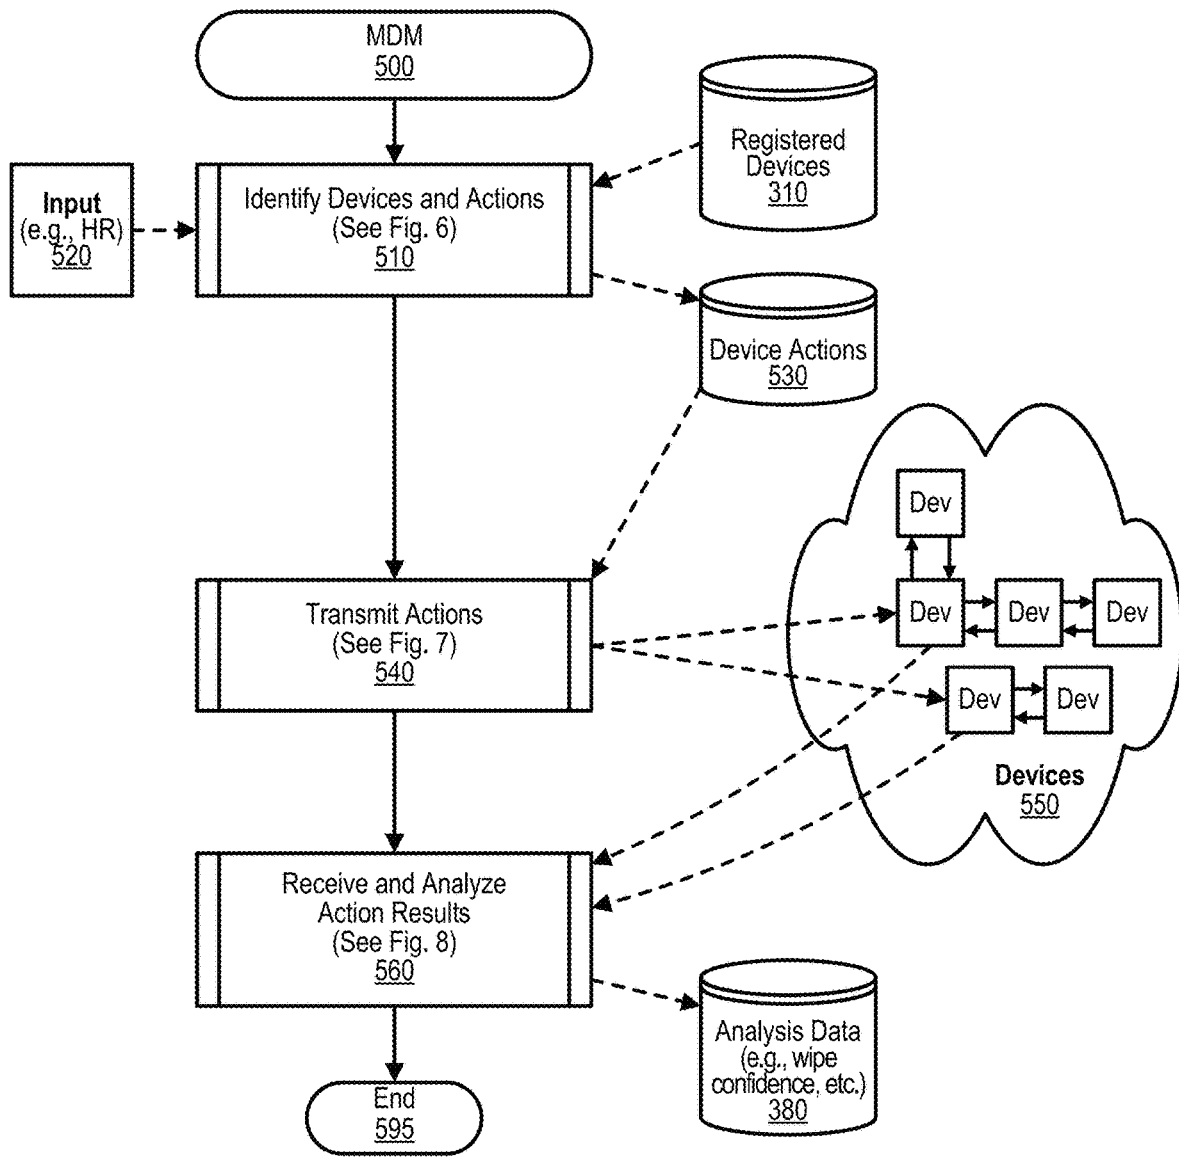 MDM
500
Registered
Devices
310
Input
(e.g., HR)
520
Identify Devices and Actions
(See Fig. 6)
510
Device Actions
530
Dev
Dev
Dev
Dev
Transmit Actions
(See Fig. 7)
540
Dev
Dev
Devices
550
Receive and Analyze
Action Results
(See Fig. 8)
560
Analysis Data
(e.g., wipe
confidence, etc.)
380
End
595